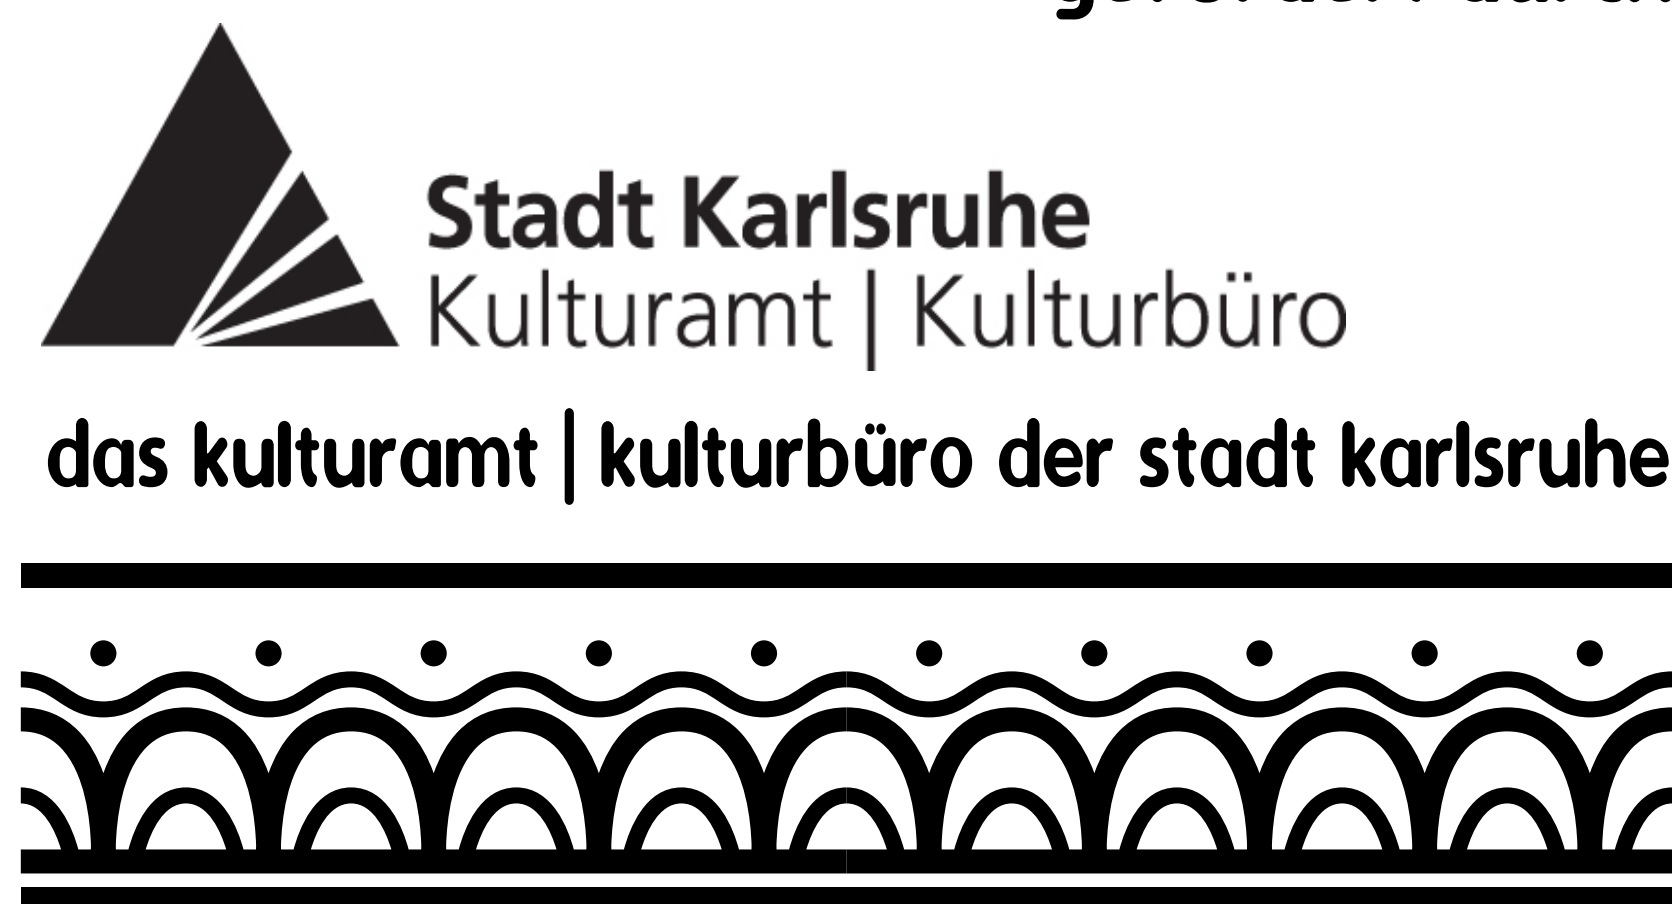 Stadt Karlsruhe
Kulturamt | Kulturbüro
das kulturamt | kulturbüro der stadt karlsruhe